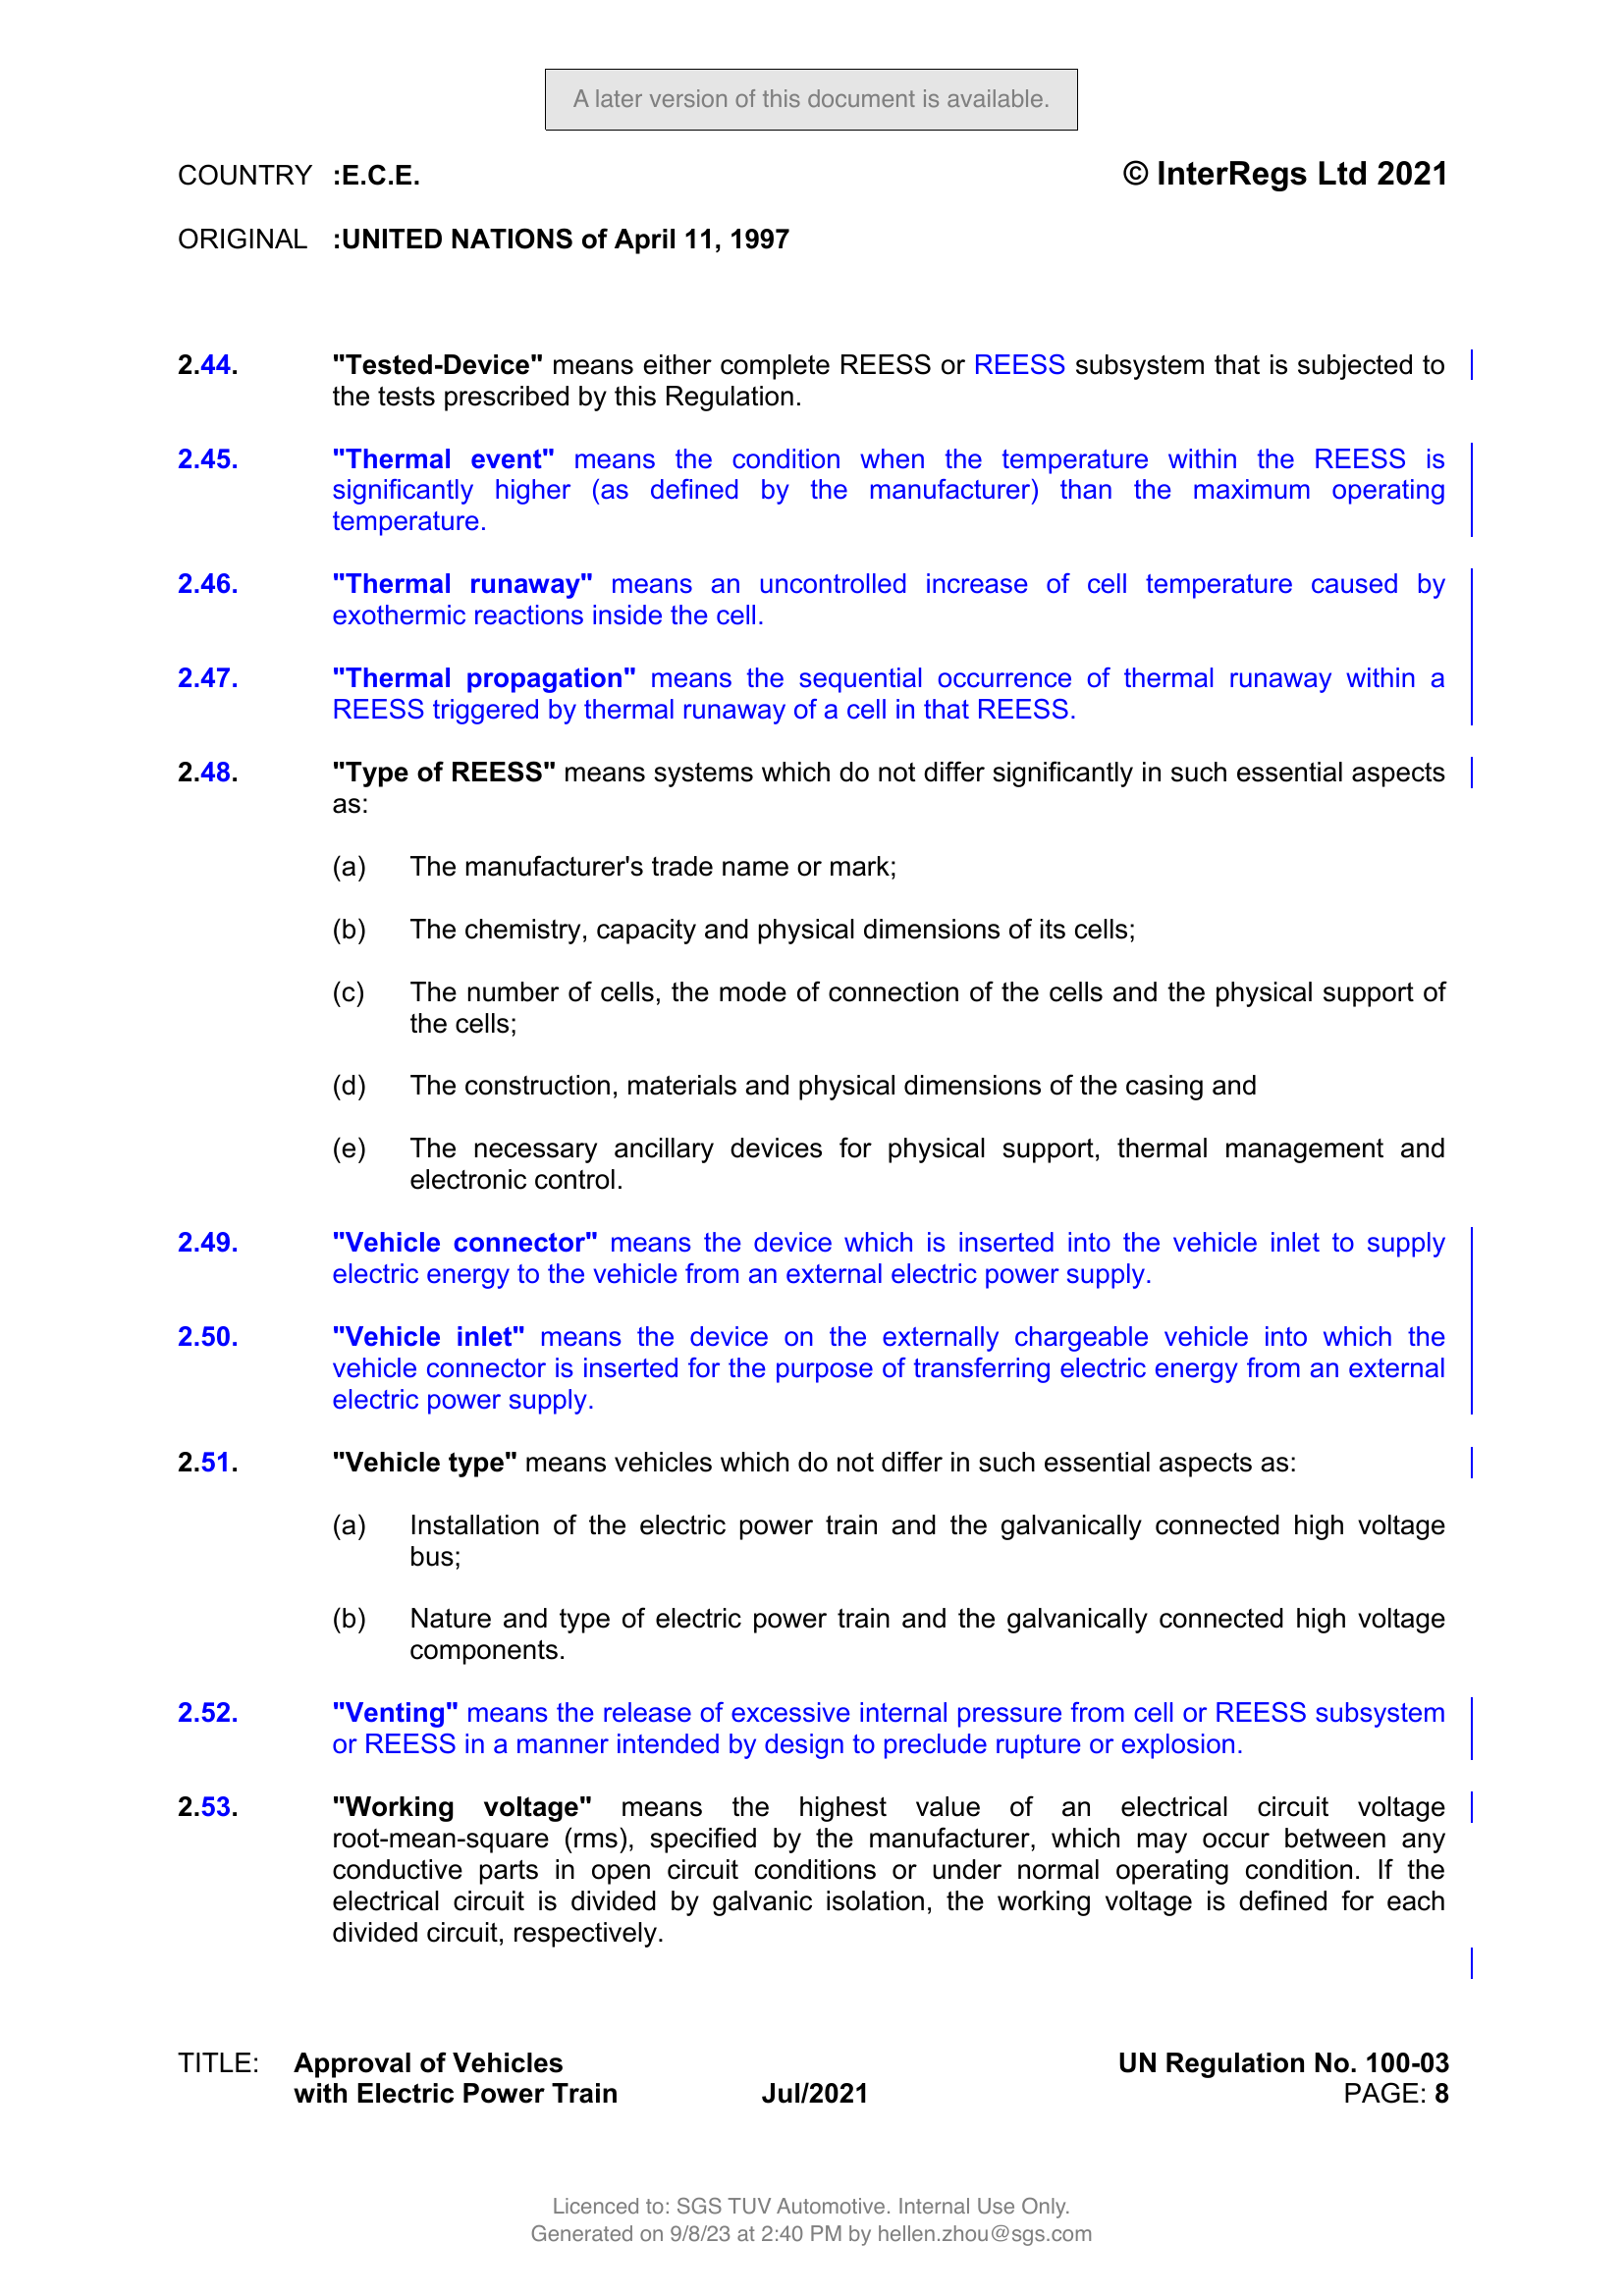 A later version of this document is available.
COUNTRY :E.C.E. © InterRegs Ltd 2021
ORIGINAL :UNITED NATIONS of April 11, 1997
2.44. "Tested-Device" means either complete REESS or REESS subsystem that is subjected to
the tests prescribed by this Regulation.
2.45. "Thermal event" means the condition when the temperature within the REESS is
significantly higher (as defined by the manufacturer) than the maximum operating
temperature.
2.46. "Thermal runaway" means an uncontrolled increase of cell temperature caused by
exothermic reactions inside the cell.
2.47. "Thermal propagation" means the sequential occurrence of thermal runaway within a
REESS triggered by thermal runaway of a cell in that REESS.
2.48. "Type of REESS" means systems which do not differ significantly in such essential aspects
as:
(a) The manufacturer's trade name or mark;
(b) The chemistry, capacity and physical dimensions of its cells;
(c) The number of cells, the mode of connection of the cells and the physical support of
the cells;
(d) The construction, materials and physical dimensions of the casing and
(e) The necessary ancillary devices for physical support, thermal management and
electronic control.
2.49. "Vehicle connector" means the device which is inserted into the vehicle inlet to supply
electric energy to the vehicle from an external electric power supply.
2.50. "Vehicle inlet" means the device on the externally chargeable vehicle into which the
vehicle connector is inserted for the purpose of transferring electric energy from an external
electric power supply.
2.51. "Vehicle type" means vehicles which do not differ in such essential aspects as:
(a) Installation of the electric power train and the galvanically connected high voltage
bus;
(b) Nature and type of electric power train and the galvanically connected high voltage
components.
2.52. "Venting" means the release of excessive internal pressure from cell or REESS subsystem
or REESS in a manner intended by design to preclude rupture or explosion.
2.53. "Working voltage" means the highest value of an electrical circuit voltage
root-mean-square (rms), specified by the manufacturer, which may occur between any
conductive parts in open circuit conditions or under normal operating condition. If the
electrical circuit is divided by galvanic isolation, the working voltage is defined for each
divided circuit, respectively.
TITLE: Approval of Vehicles UN Regulation No. 100-03
with Electric Power Train Jul/2021 PAGE: 8
Licenced to: SGS TUV Automotive. Internal Use Only.
Generated on 9/8/23 at 2:40 PM by hellen.zhou@sgs.com